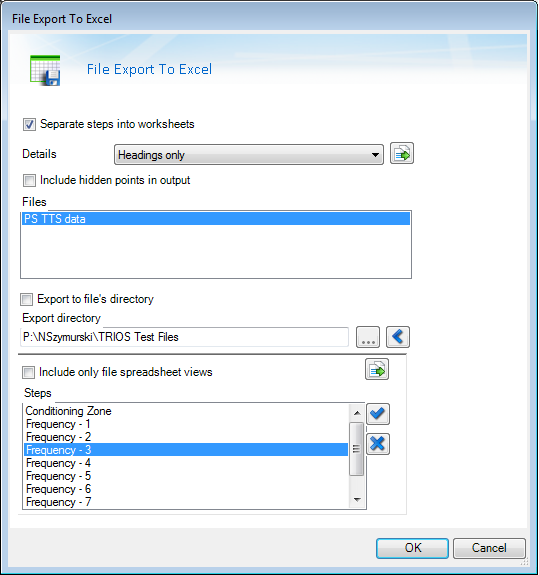 File Export To Excel
File Export To Excel
Separate steps into worksheets
Details
Headings only
Include hidden points in output
Files
PS TTS data
Export to file's directory
Export directory
P:\NSzymurski\TRIOS Test Files
...
Include only file spreadsheet views
Steps
Conditioning Zone
Frequency - 1
Frequency - 2
Frequency - 3
Frequency - 4
Frequency - 5
Frequency - 6
Frequency - 7
OK
Cancel